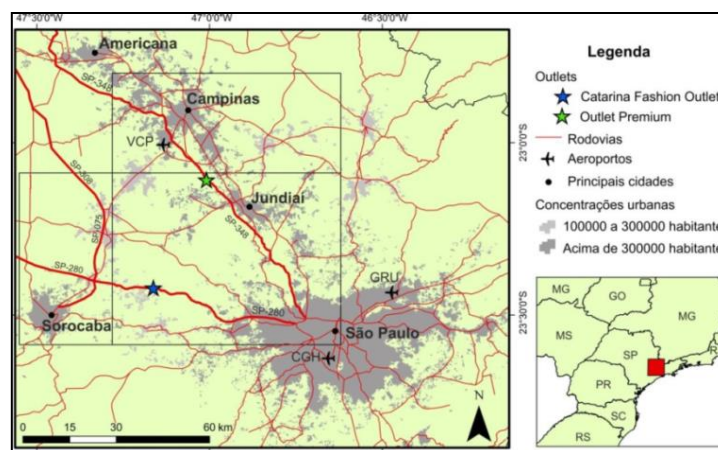 47°30'0"W
47°00'0"W
46°30'0"W
Americana
SP-348
Campinas
VCP
23°0'0"S
SP-308
SP-075
Jundiaí
SP-348
SP-280
GRU
SP-280
23°30'0"S
Sorocaba
São Paulo
CGH
N
0 15 30 60 km
Legenda
Outlets
Catarina Fashion Outlet
Outlet Premium
Rodovias
Aeroportos
Principais cidades
Concentrações urbanas
100000 a 300000 habitante
Acima de 300000 habitante
MG
GO
MG
MS
SP
R
PR
SC
RS